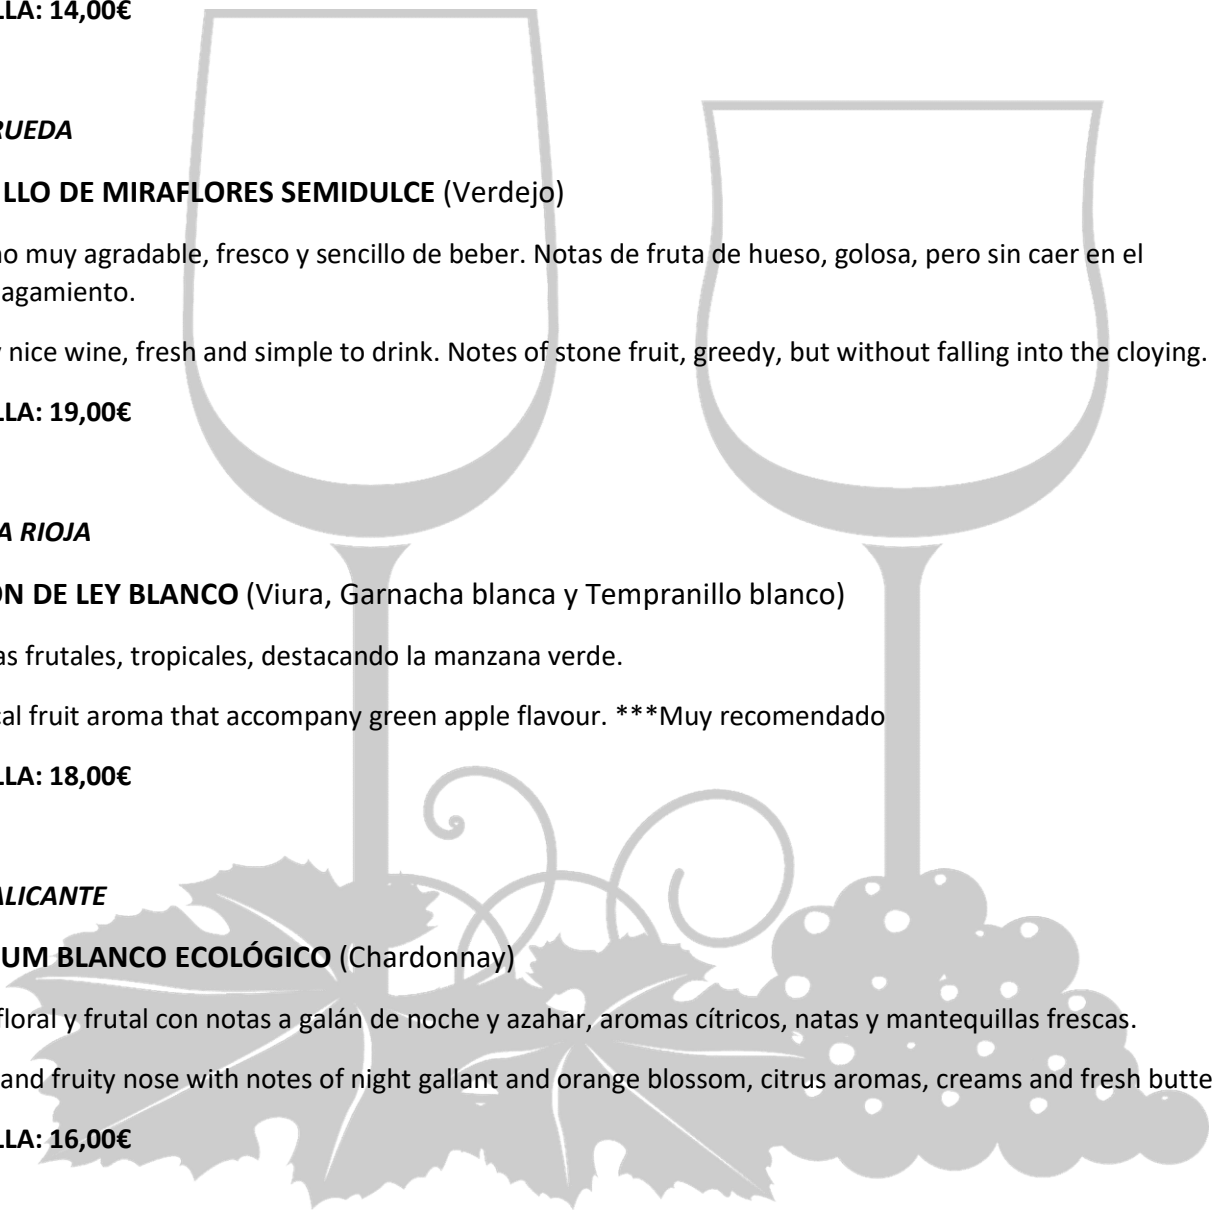 LLA: 14,00€
RUEDA
ILLO DE MIRAFLORES SEMIDULCE (Verdejo)
no muy agradable, fresco y sencillo de beber. Notas de fruta de hueso, golosa, pero sin caer en el
agamiento.
y nice wine, fresh and simple to drink. Notes of stone fruit, greedy, but without falling into the cloying.
LLA: 19,00€
A RIOJA
ON DE LEY BLANCO (Viura, Garnacha blanca y Tempranillo blanco)
as frutales, tropicales, destacando la manzana verde.
cal fruit aroma that accompany green apple flavour. ***Muy recomendado
LLA: 18,00€
ALICANTE
UM BLANCO ECOLÓGICO (Chardonnay)
floral y frutal con notas a galán de noche y azahar, aromas cítricos, natas y mantequillas frescas.
and fruity nose with notes of night gallant and orange blossom, citrus aromas, creams and fresh butte
LLA: 16,00€